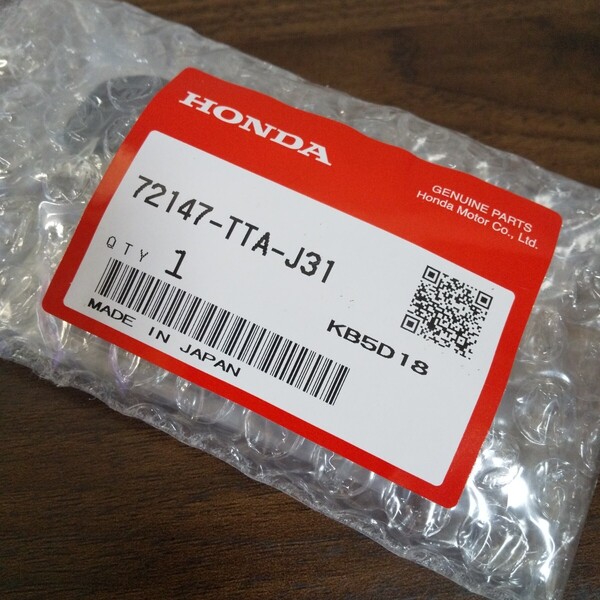 HONDA
GENUINE PARTS
Honda Motor Co., Ltd.
72147-TTA-J31
QTY 1
KB5D18
MADE IN JAPAN